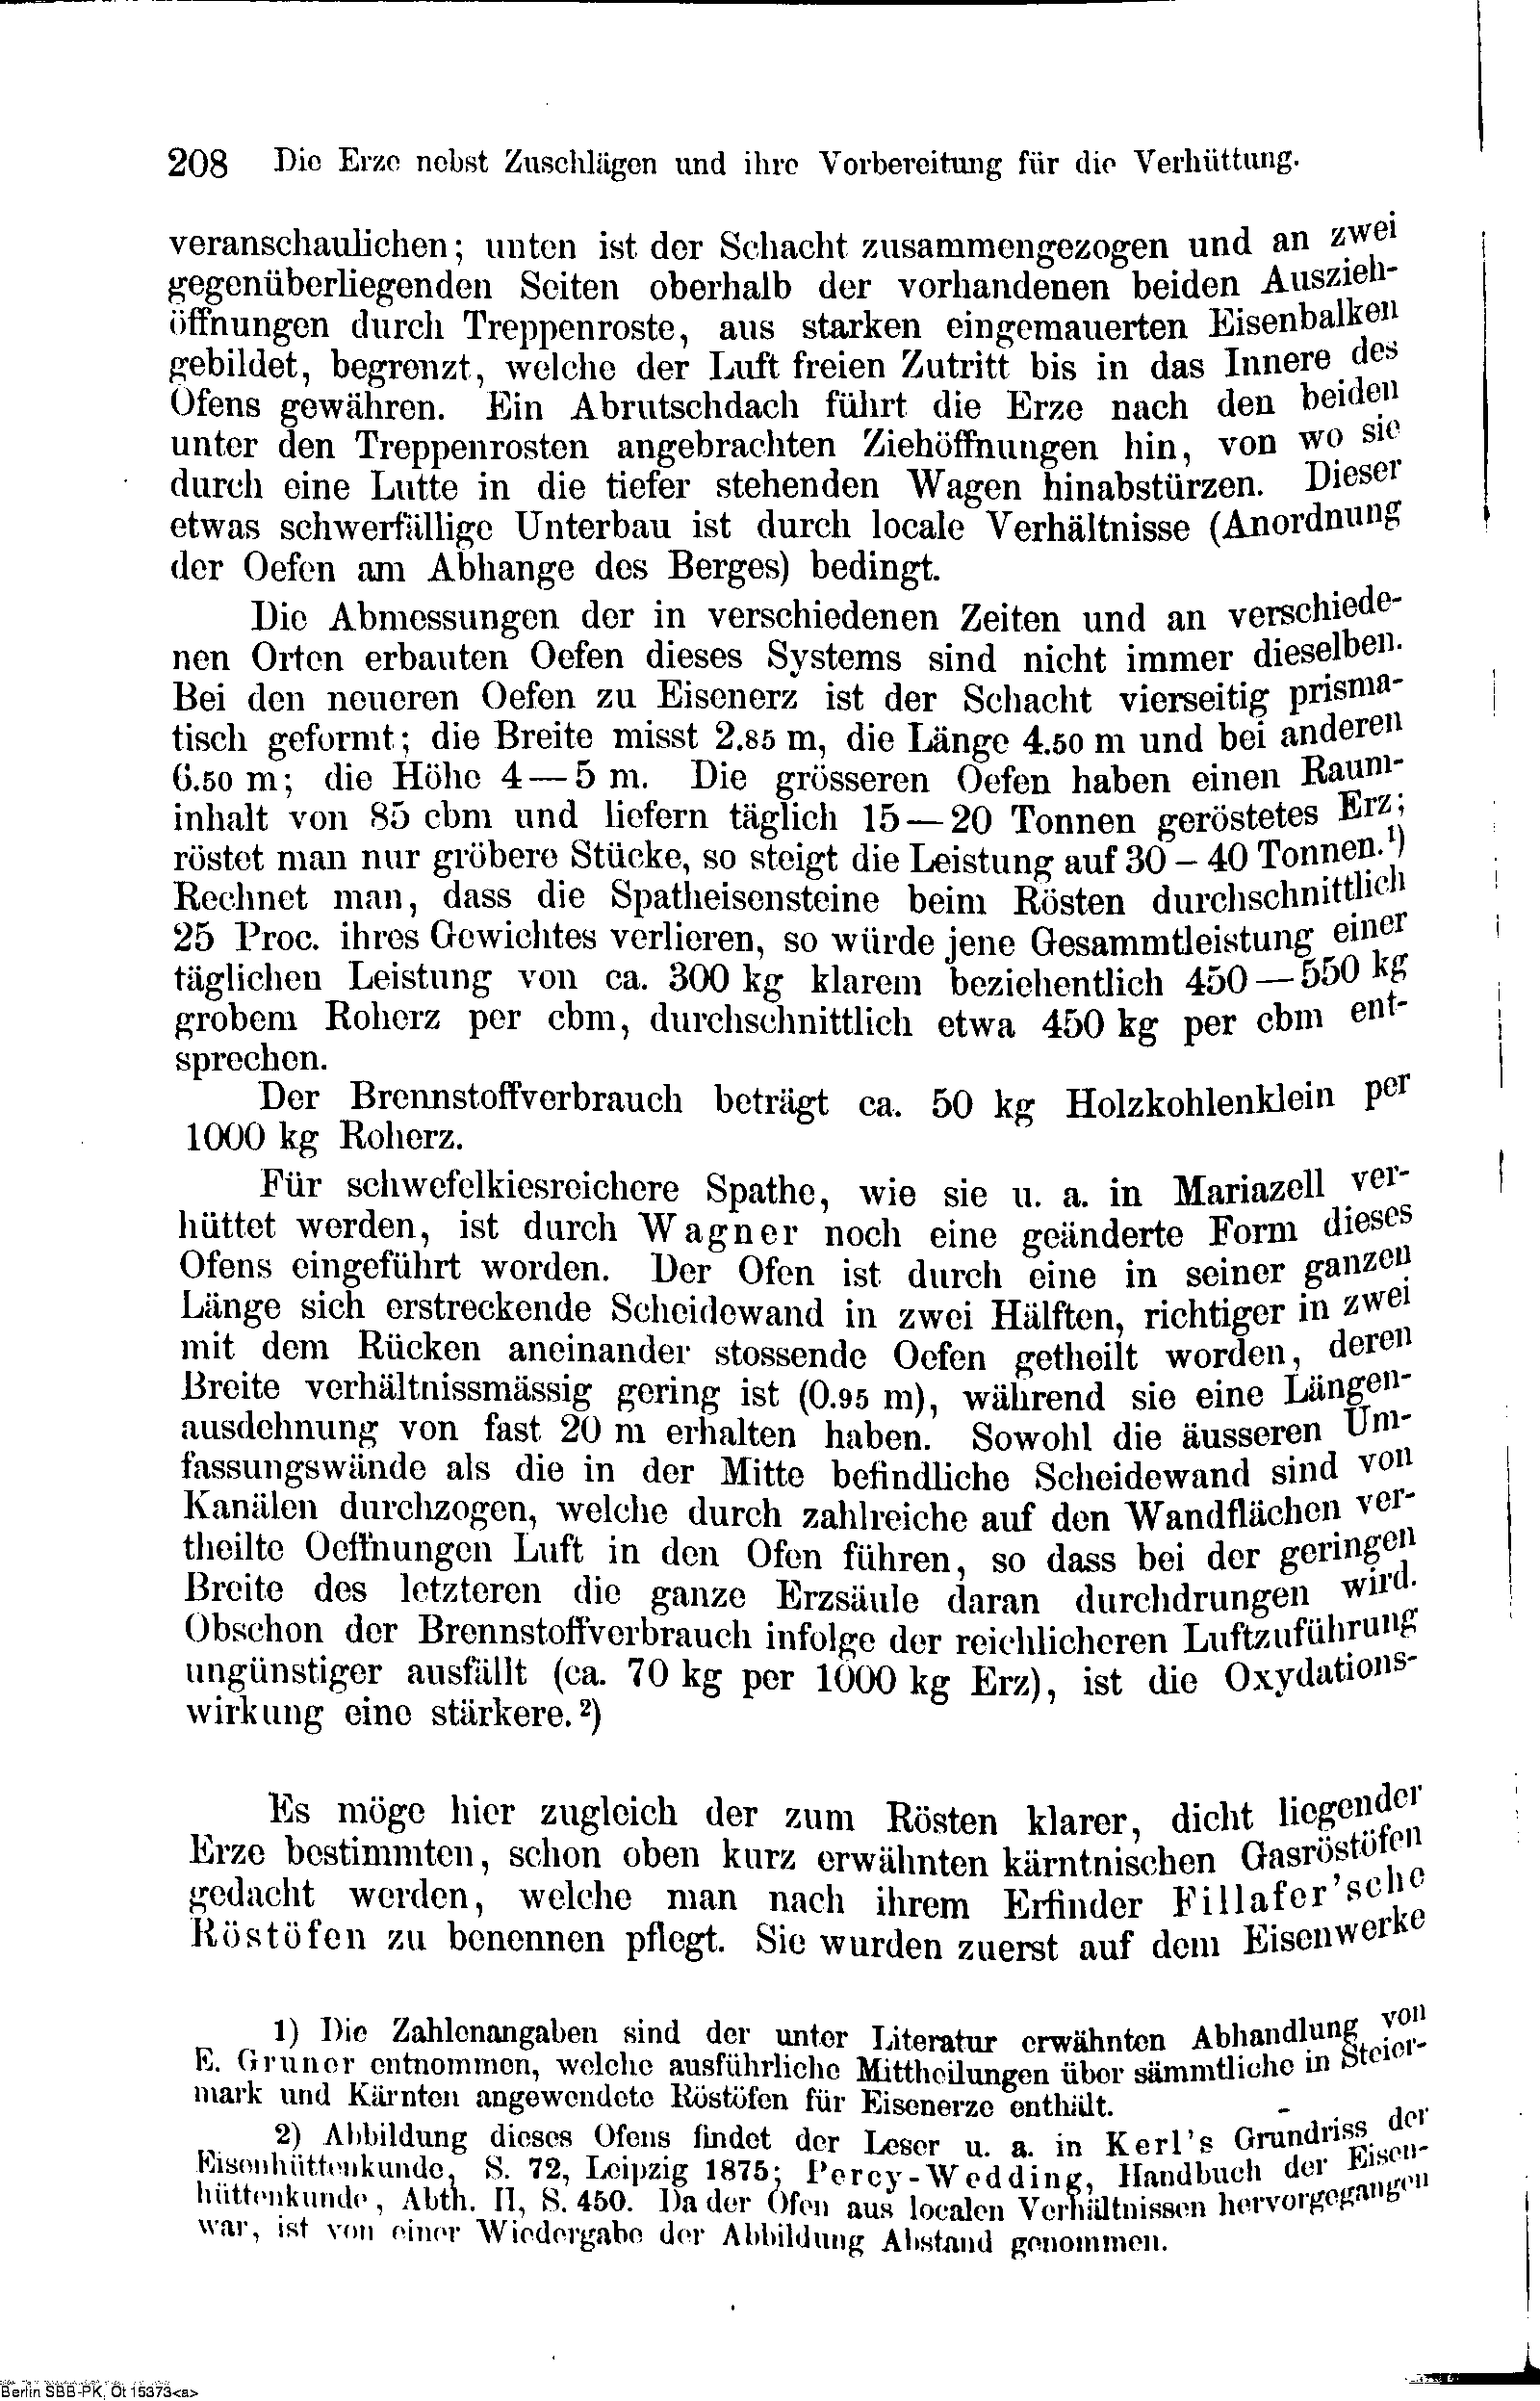 208 Die Erze nebst Zuschlägen und ihre Vorbereitung für die Verhüttung.
veranschaulichen; unten ist der Schacht zusammengezogen und an zwei
gegenüberliegenden Seiten oberhalb der vorhandenen beiden Auszieh-
öffnungen durch Treppenroste, aus starken eingemauerten Eisenbalken
gebildet, begrenzt, welche der Luft freien Zutritt bis in das Innere des
Ofens gewähren. Ein Abrutschdach führt die Erze nach den beiden
unter den Treppenrosten angebrachten Ziehöffnungen hin, von wo sie
durch eine Lutte in die tiefer stehenden Wagen hinabstürzen. Dieser
etwas schwerfällige Unterbau ist durch locale Verhältnisse (Anordnung
der Oefen am Abhange des Berges) bedingt.
Die Abmessungen der in verschiedenen Zeiten und an verschiede-
nen Orten erbauten Oefen dieses Systems sind nicht immer dieselben.
Bei den neueren Oefen zu Eisenerz ist der Schacht vierseitig prisma-
tisch geformt; die Breite misst 2.85 m, die Länge 4.50 m und bei anderen
6.50 m; die Höhe 4—5 m. Die grösseren Oefen haben einen Raum-
inhalt von 85 cbm und liefern täglich 15—20 Tonnen geröstetes Erz;
röstet man nur gröbere Stücke, so steigt die Leistung auf 30–40 Tonnen.¹)
Rechnet man, dass die Spatheisensteine beim Rösten durchschnittlich
25 Proc. ihres Gewichtes verlieren, so würde jene Gesammtleistung einer
täglichen Leistung von ca. 300 kg klarem beziehentlich 450—550 kg
grobem Roherz per cbm, durchschnittlich etwa 450 kg per cbm ent-
sprechen.
Der Brennstoffverbrauch beträgt ca. 50 kg Holzkohlenklein per
1000 kg Roherz.
Für schwefelkiesreichere Spathe, wie sie u. a. in Mariazell ver-
hüttet werden, ist durch Wagner noch eine geänderte Form dieses
Ofens eingeführt worden. Der Ofen ist durch eine in seiner ganzen
Länge sich erstreckende Scheidewand in zwei Hälften, richtiger in zwei
mit dem Rücken aneinander stossende Oefen getheilt worden, deren
Breite verhältnissmässig gering ist (0.95 m), während sie eine Längen-
ausdehnung von fast 20 m erhalten haben. Sowohl die äusseren Um-
fassungswände als die in der Mitte befindliche Scheidewand sind von
Kanälen durchzogen, welche durch zahlreiche auf den Wandflächen ver-
theilte Oeffnungen Luft in den Ofen führen, so dass bei der geringen
Breite des letzteren die ganze Erzsäule daran durchdrungen wird.
Obschon der Brennstoffverbrauch infolge der reichlicheren Luftzuführung
ungünstiger ausfällt (ca. 70 kg per 1000 kg Erz), ist die Oxydations-
wirkung eine stärkere.²)
Es möge hier zugleich der zum Rösten klarer, dicht liegender
Erze bestimmten, schon oben kurz erwähnten kärntnischen Gasröstöfen
gedacht werden, welche man nach ihrem Erfinder Fillafer'sche
Röstöfen zu benennen pflegt. Sie wurden zuerst auf dem Eisenwerke
1) Die Zahlenangaben sind der unter Literatur erwähnten Abhandlung von
E. Gruner entnommen, welche ausführliche Mittheilungen über sämmtliche in Steier-
mark und Kärnten angewendete Röstöfen für Eisenerze enthält.
2) Abbildung dieses Ofens findet der Leser u. a. in Kerl's Grundriss der
Eisenhüttenkunde, S. 72, Leipzig 1875; Percy-Wedding, Handbuch der Eisen-
hüttenkunde, Abth. II, S. 450. Da der Ofen aus localen Verhältnissen hervorgegangen
war, ist von einer Wiedergabe der Abbildung Abstand genommen.
Berlin SBB-PK, Ot 15373<a>